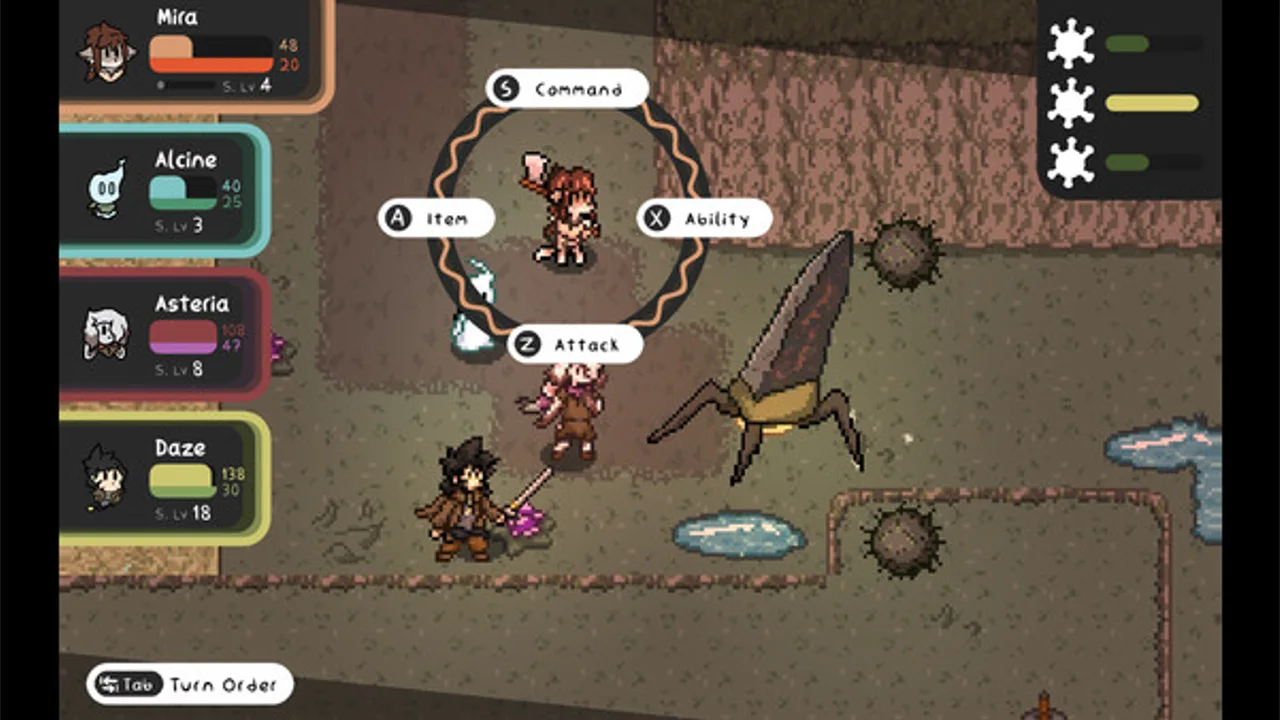 Mira
48
20
S. Lv 4
Alcine
40
25
S. Lv 3
Asteria
108
47
S. Lv 8
Daze
138
30
S. Lv 18
S Command
A Item
X Ability
Z Attack
Tab Turn Order